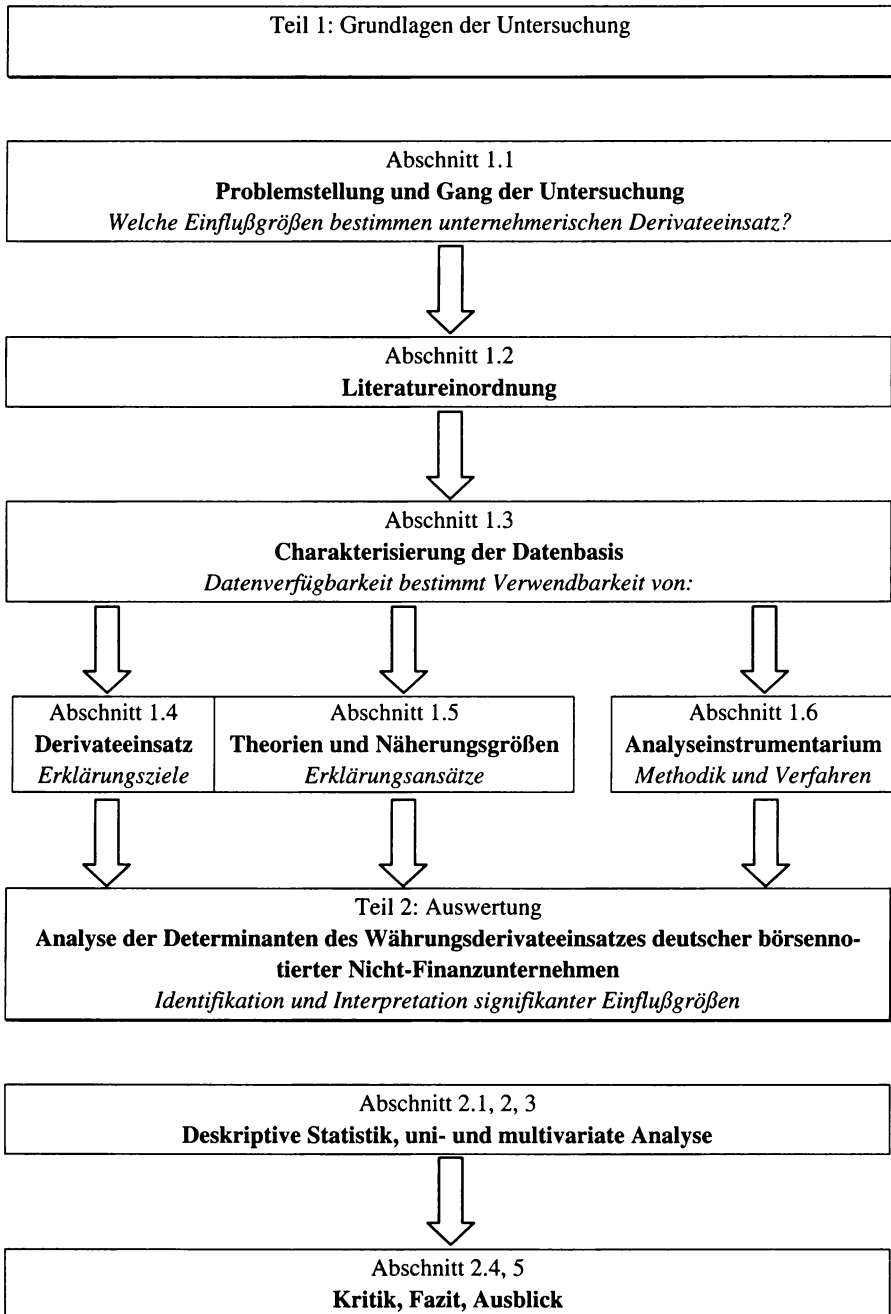 Teil 1: Grundlagen der Untersuchung
Abschnitt 1.1
Problemstellung und Gang der Untersuchung
Welche Einflußgrößen bestimmen unternehmerischen Derivateeinsatz?
Abschnitt 1.2
Literatureinordnung
Abschnitt 1.3
Charakterisierung der Datenbasis
Datenverfügbarkeit bestimmt Verwendbarkeit von:
Abschnitt 1.4
Derivateeinsatz
Erklärungsziele
Abschnitt 1.5
Theorien und Näherungsgrößen
Erklärungsansätze
Abschnitt 1.6
Analyseinstrumentarium
Methodik und Verfahren
Teil 2: Auswertung
Analyse der Determinanten des Währungsderivateeinsatzes deutscher börsenno-
tierter Nicht-Finanzunternehmen
Identifikation und Interpretation signifikanter Einflußgrößen
Abschnitt 2.1, 2, 3
Deskriptive Statistik, uni- und multivariate Analyse
Abschnitt 2.4, 5
Kritik, Fazit, Ausblick